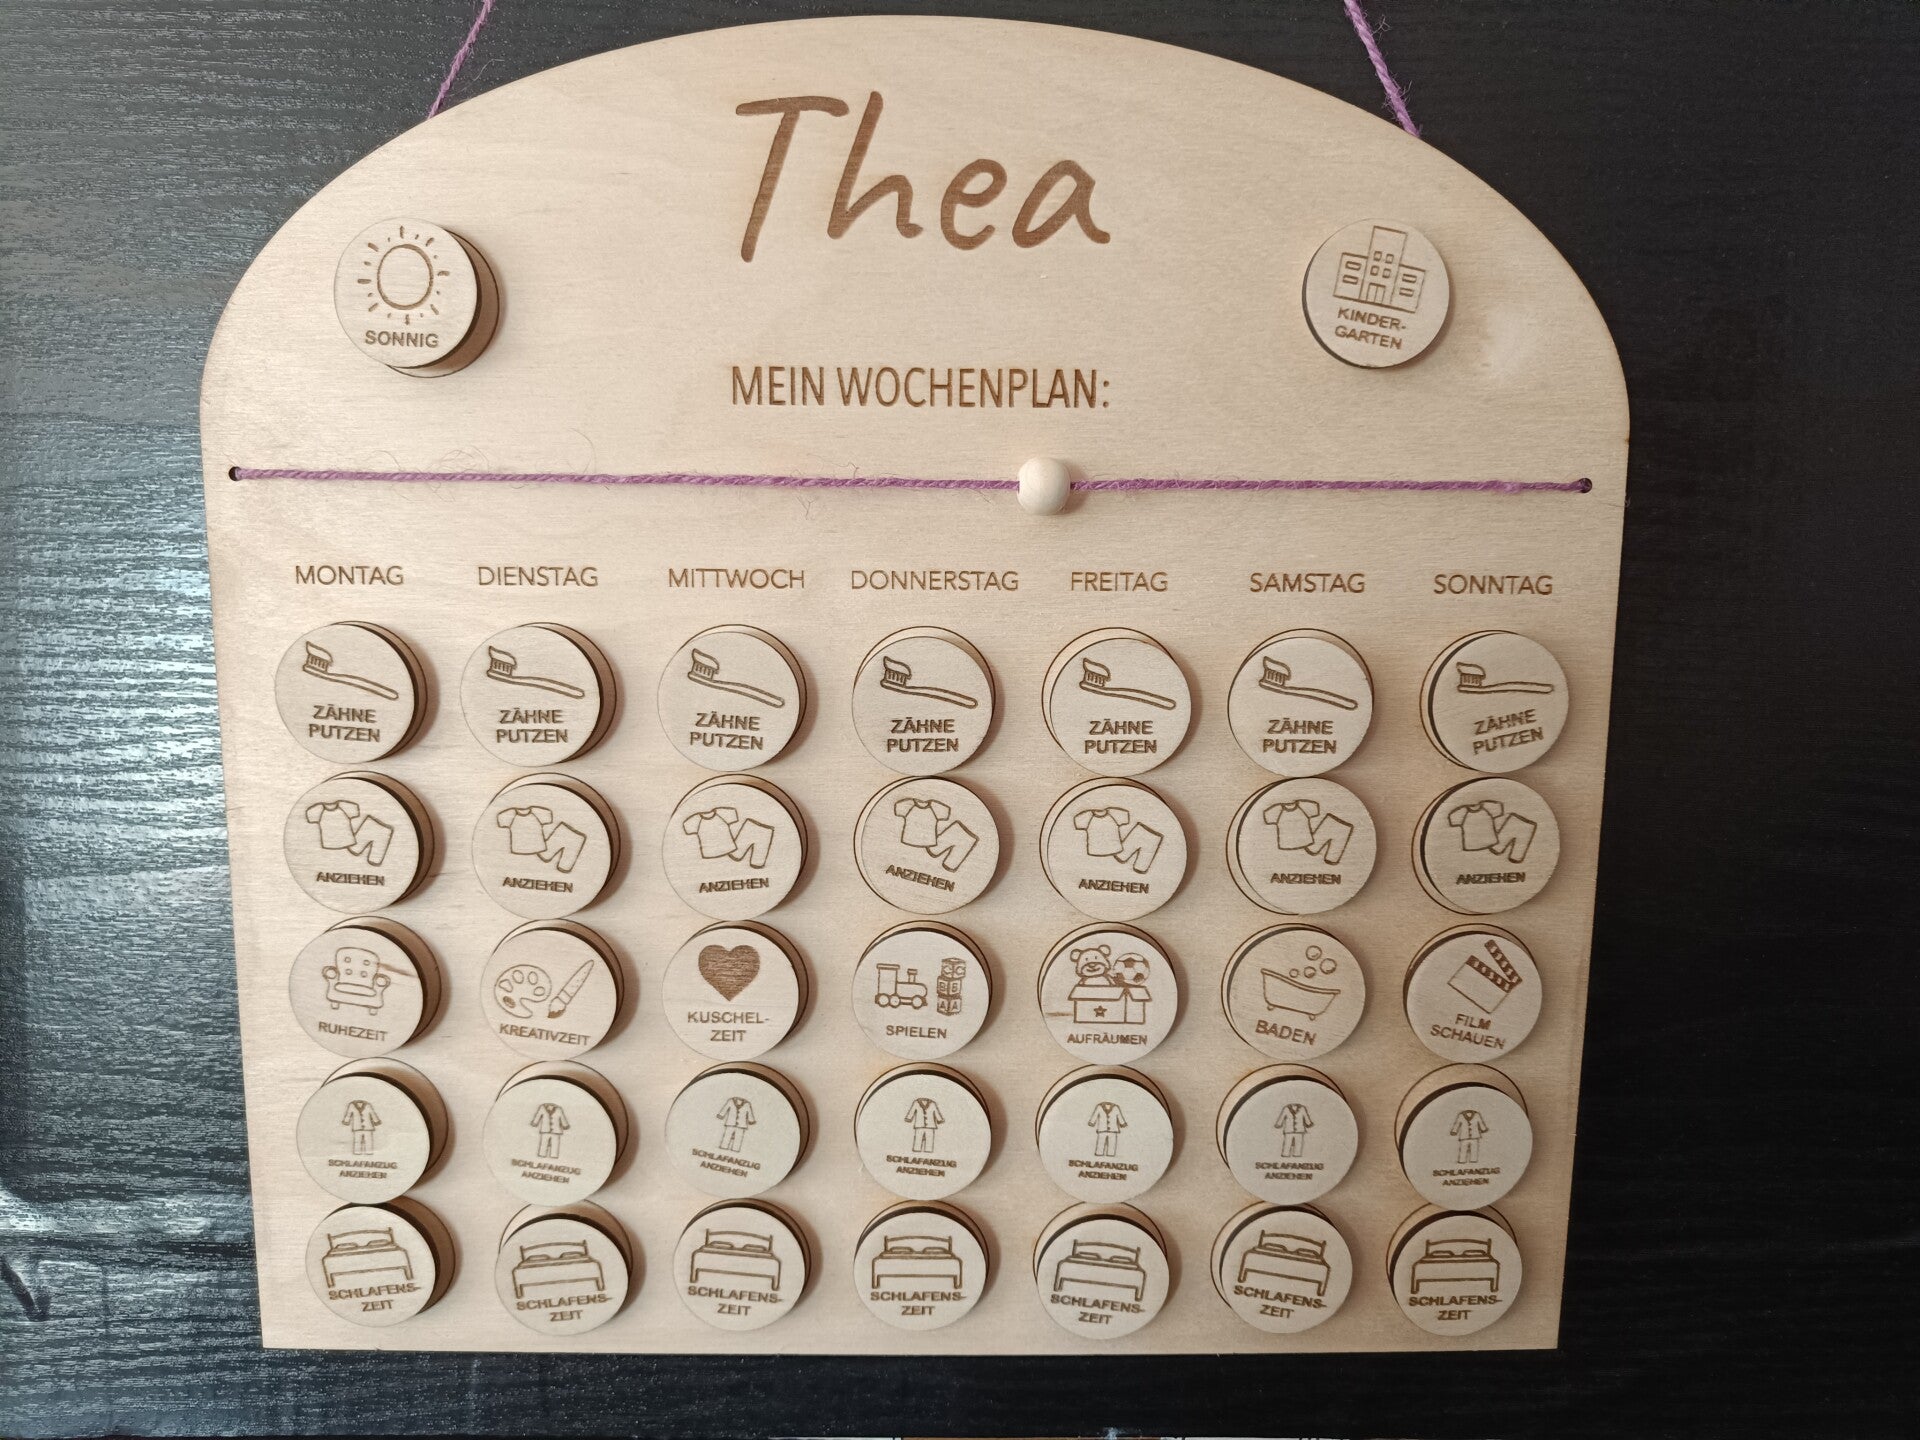 Thea
SONNIG
KINDER-
GARTEN
MEIN WOCHENPLAN:
MONTAG DIENSTAG MITTWOCH DONNERSTAG FREITAG SAMSTAG SONNTAG
ZÄHNE ZÄHNE ZÄHNE ZÄHNE ZÄHNE ZÄHNE ZÄHNE
PUTZEN PUTZEN PUTZEN PUTZEN PUTZEN PUTZEN PUTZEN
ANZIEHEN ANZIEHEN ANZIEHEN ANZIEHEN ANZIEHEN ANZIEHEN ANZIEHEN
RUHEZEIT
KREATIVZEIT
KUSCHEL-
ZEIT
SPIELEN
AUFRÄUMEN
BADEN
FILM
SCHAUEN
SCHLAFANZUG SCHLAFANZUG SCHLAFANZUG SCHLAFANZUG SCHLAFANZUG SCHLAFANZUG SCHLAFANZUG
ANZIEHEN ANZIEHEN ANZIEHEN ANZIEHEN ANZIEHEN ANZIEHEN ANZIEHEN
SCHLAFENS- SCHLAFENS- SCHLAFENS- SCHLAFENS- SCHLAFENS- SCHLAFENS- SCHLAFENS-
ZEIT ZEIT ZEIT ZEIT ZEIT ZEIT ZEIT